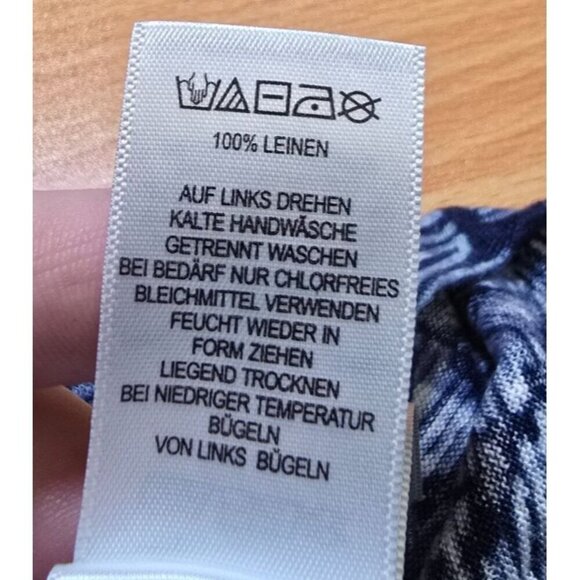 100% LEINEN
AUF LINKS DREHEN
KALTE HANDWÄSCHE
GETRENNT WASCHEN
BEI BEDÄRF NUR CHLORFREIES
BLEICHMITTEL VERWENDEN
FEUCHT WIEDER IN
FORM ZIEHEN
LIEGEND TROCKNEN
BEI NIEDRIGER TEMPERATUR
BÜGELN
VON LINKS BÜGELN